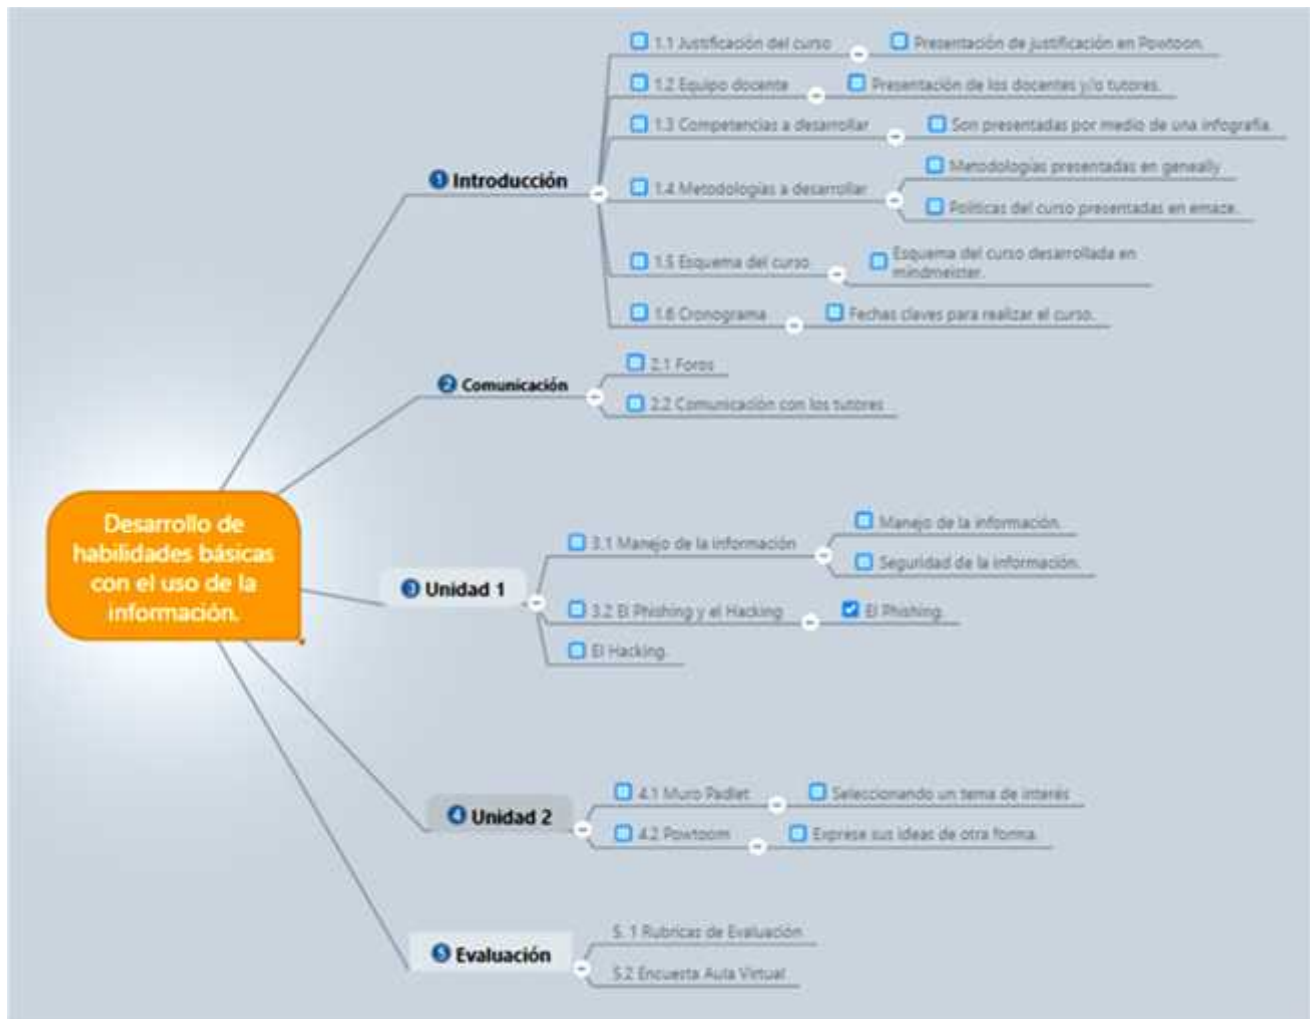 1.1 Justificación del curso
Presentación de justificación en Powtoon.
1.2 Equipo docente
Presentación de los docentes y/o tutores.
1.3 Competencias a desarrollar
Son presentadas por medio de una infografía.
1 Introducción
1.4 Metodologías a desarrollar
Metodologías presentadas en geneally
Políticas del curso presentadas en emaze.
1.5 Esquema del curso
Esquema del curso desarrollada en
mindmeister.
1.6 Cronograma
Fechas claves para realizar el curso.
2 Comunicación
2.1 Foros
2.2 Comunicación con los tutores
Desarrollo de
habilidades básicas
con el uso de la
información.
3 Unidad 1
3.1 Manejo de la información
Manejo de la información.
Seguridad de la información.
3.2 El Phishing y el Hacking
El Phishing.
El Hacking.
4 Unidad 2
4.1 Muro Padlet
Seleccionando un tema de interés
4.2 Powtoom
Exprese sus ideas de otra forma.
5 Evaluación
5. 1 Rubricas de Evaluación
5.2 Encuesta Aula Virtual